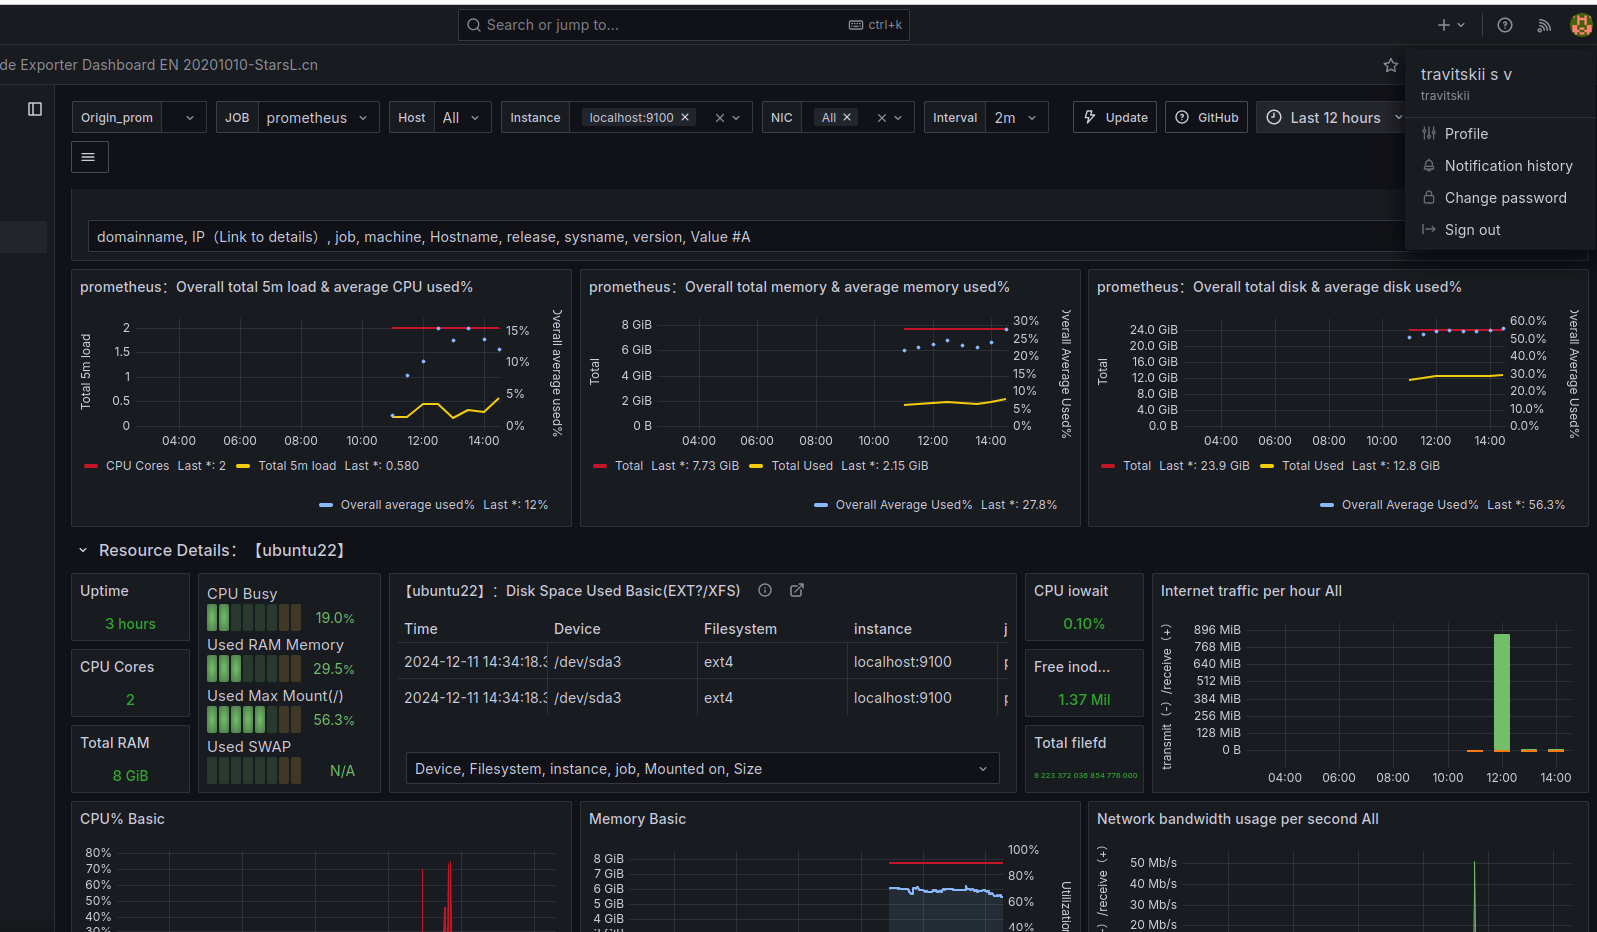 Search or jump to...
ctrl+k
de Exporter Dashboard EN 20201010-StarsL.cn
travitskii s v
travitskii
Profile
Notification history
Change password
Sign out
Origin_prom
JOB
prometheus
Host
All
Instance
localhost:9100
NIC
All
Interval
2m
Update
GitHub
Last 12 hours
domainname, IP（Link to details）, job, machine, Hostname, release, sysname, version, Value #A
prometheus：Overall total 5m load & average CPU used%
Total 5m load
2
1.5
1
0.5
0
15%
10%
5%
0%
Overall average used%
04:00 06:00 08:00 10:00 12:00 14:00
CPU Cores Last *: 2 Total 5m load Last *: 0.580
Overall average used% Last *: 12%
prometheus：Overall total memory & average memory used%
Total
8 GiB
6 GiB
4 GiB
2 GiB
0 B
30%
25%
20%
15%
10%
5%
0%
Overall Average Used%
04:00 06:00 08:00 10:00 12:00 14:00
Total Last *: 7.73 GiB Total Used Last *: 2.15 GiB
Overall Average Used% Last *: 27.8%
prometheus：Overall total disk & average disk used%
Total
24.0 GiB
20.0 GiB
16.0 GiB
12.0 GiB
8.0 GiB
4.0 GiB
0.0 B
60.0%
50.0%
40.0%
30.0%
20.0%
10.0%
0.0%
Overall Average Used%
04:00 06:00 08:00 10:00 12:00 14:00
Total Last *: 23.9 GiB Total Used Last *: 12.8 GiB
Overall Average Used% Last *: 56.3%
Resource Details：【ubuntu22】
Uptime
3 hours
CPU Cores
2
Total RAM
8 GiB
CPU Busy
19.0%
Used RAM Memory
29.5%
Used Max Mount(/)
56.3%
Used SWAP
N/A
【ubuntu22】：Disk Space Used Basic(EXT?/XFS)
Time Device Filesystem instance j
2024-12-11 14:34:18.3 /dev/sda3 ext4 localhost:9100 p
2024-12-11 14:34:18.3 /dev/sda3 ext4 localhost:9100 p
Device, Filesystem, instance, job, Mounted on, Size
CPU iowait
0.10%
Free inod...
1.37 Mil
Total filefd
9 223 372 036 854 776 000
Internet traffic per hour All
transmit（-）/receive（+）
896 MiB
768 MiB
640 MiB
512 MiB
384 MiB
256 MiB
128 MiB
0 B
04:00 06:00 08:00 10:00 12:00 14:00
CPU% Basic
80%
70%
60%
50%
40%
30%
Memory Basic
8 GiB
7 GiB
6 GiB
5 GiB
4 GiB
3 GiB
100%
80%
60%
40%
Utilization
Network bandwidth usage per second All
-）/receive（+）
50 Mb/s
40 Mb/s
30 Mb/s
20 Mb/s